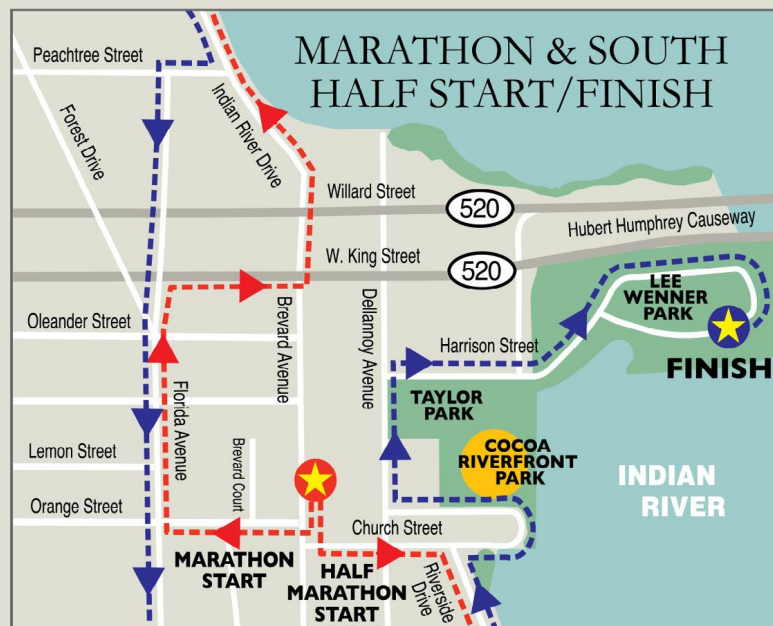 MARATHON & SOUTH
HALF START/FINISH
Peachtree Street
Forest Drive
Indian River Drive
Willard Street
520
Hubert Humphrey Causeway
W. King Street
520
LEE
WENNER
PARK
Oleander Street
Brevard Avenue
Dellannoy Avenue
Harrison Street
FINISH
Florida Avenue
TAYLOR
PARK
Lemon Street
Brevard
Court
COCOA
RIVERFRONT
PARK
INDIAN
RIVER
Orange Street
Church Street
MARATHON
START
HALF
MARATHON
START
Riverside
Drive